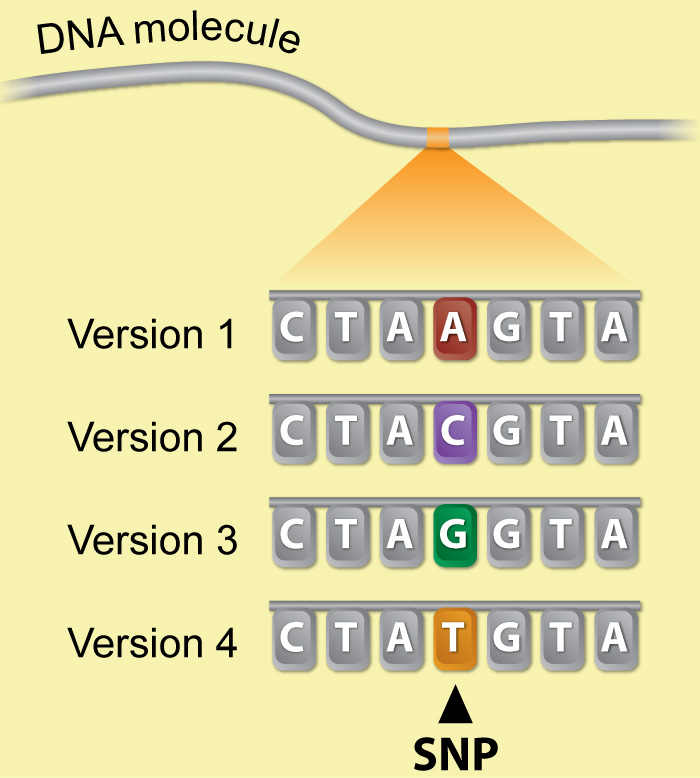 DNA molecule
Version 1 C T A A G T A
Version 2 C T A C G T A
Version 3 C T A G G T A
Version 4 C T A T G T A
SNP